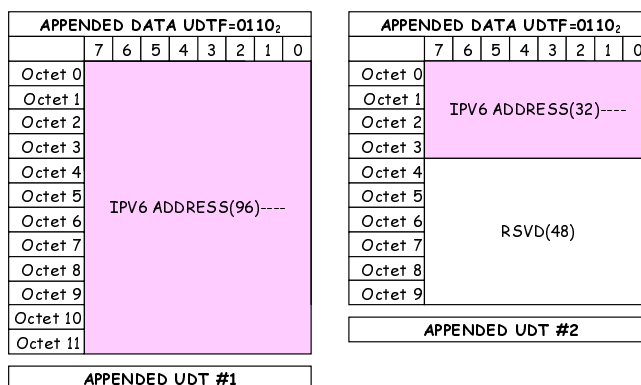 APPENDED DATA UDTF=0110₂
7 6 5 4 3 2 1 0
Octet 0
Octet 1
Octet 2
Octet 3
Octet 4
Octet 5
Octet 6
Octet 7
Octet 8
Octet 9
Octet 10
Octet 11
IPV6 ADDRESS(96)----
APPENDED UDT #1
APPENDED DATA UDTF=0110₂
7 6 5 4 3 2 1 0
Octet 0
Octet 1
Octet 2
Octet 3
Octet 4
Octet 5
Octet 6
Octet 7
Octet 8
Octet 9
IPV6 ADDRESS(32)----
RSVD(48)
APPENDED UDT #2